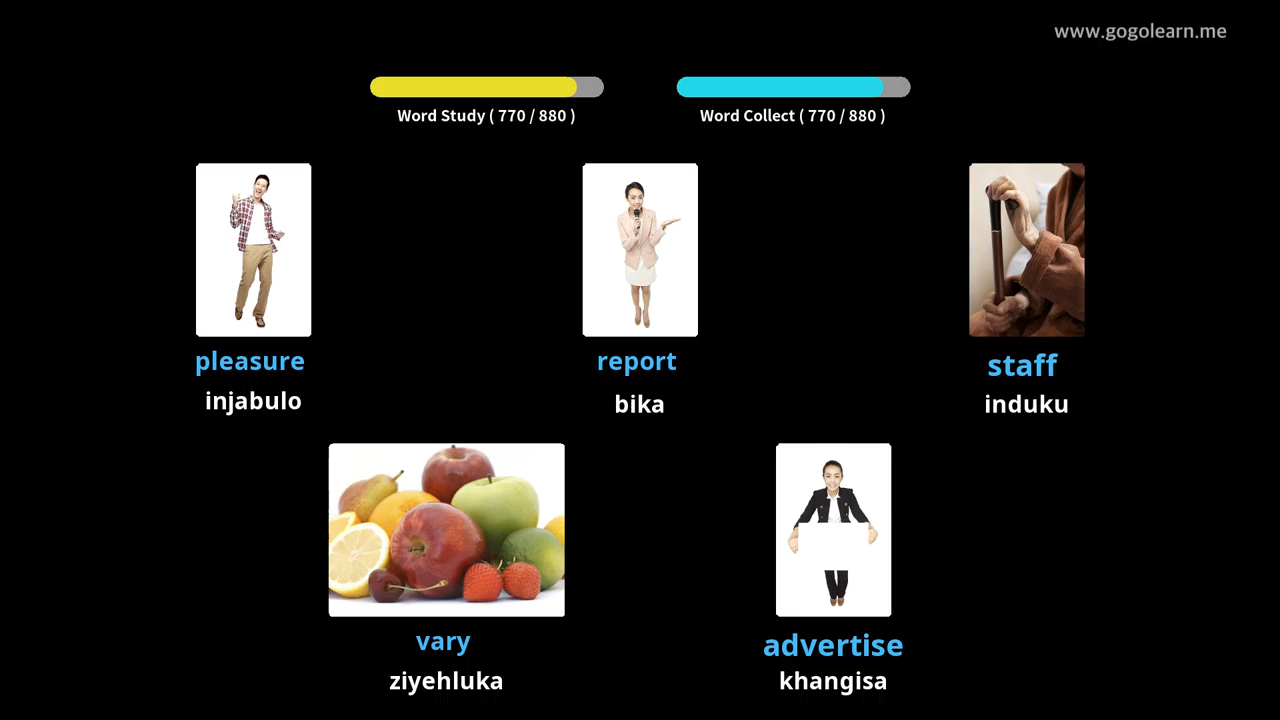 www.gogolearn.me
Word Study ( 770 / 880 )
Word Collect ( 770 / 880 )
pleasure
injabulo
report
bika
staff
induku
vary
ziyehluka
advertise
khangisa